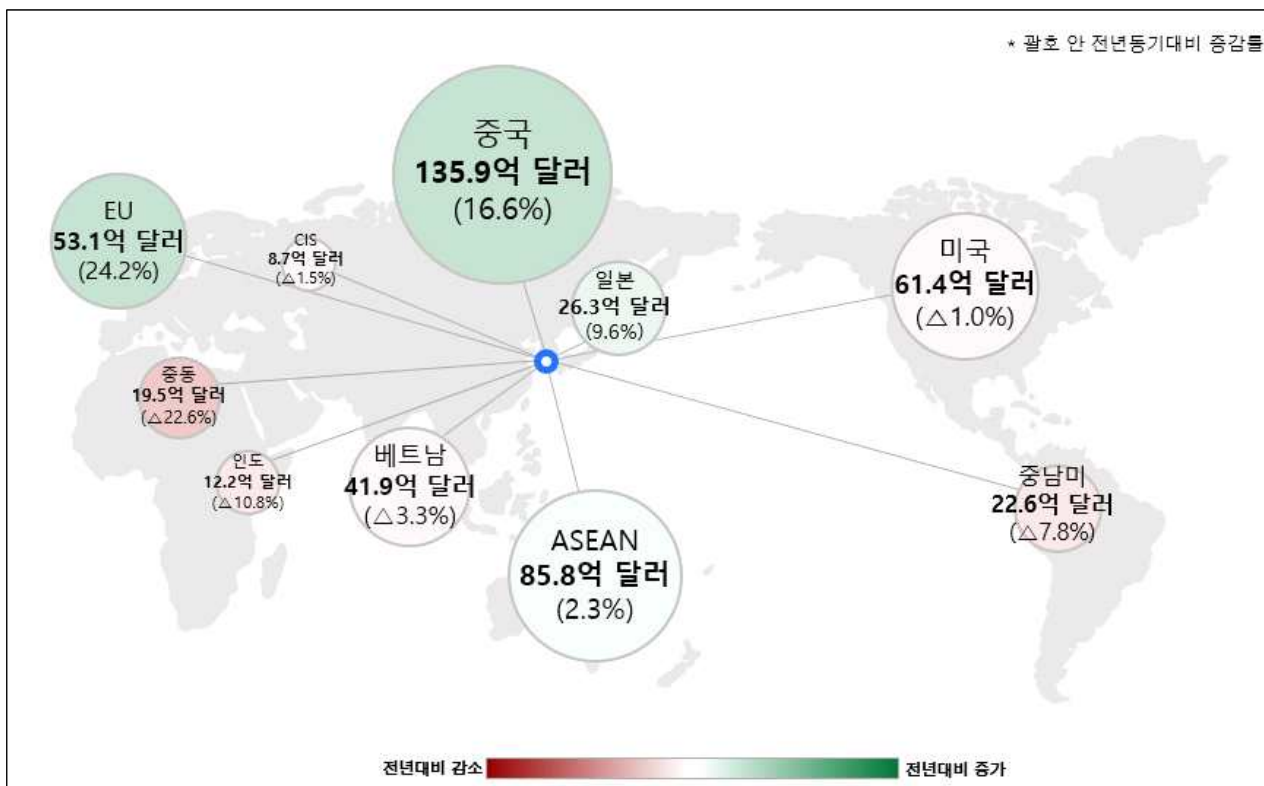 * 괄호 안 전년동기대비 증감률
중국
135.9억 달러
(16.6%)
EU
53.1억 달러
(24.2%)
CIS
8.7억 달러
(△1.5%)
일본
26.3억 달러
(9.6%)
미국
61.4억 달러
(△1.0%)
중동
19.5억 달러
(△22.6%)
인도
12.2억 달러
(△10.8%)
베트남
41.9억 달러
(△3.3%)
ASEAN
85.8억 달러
(2.3%)
중남미
22.6억 달러
(△7.8%)
전년대비 감소
전년대비 증가